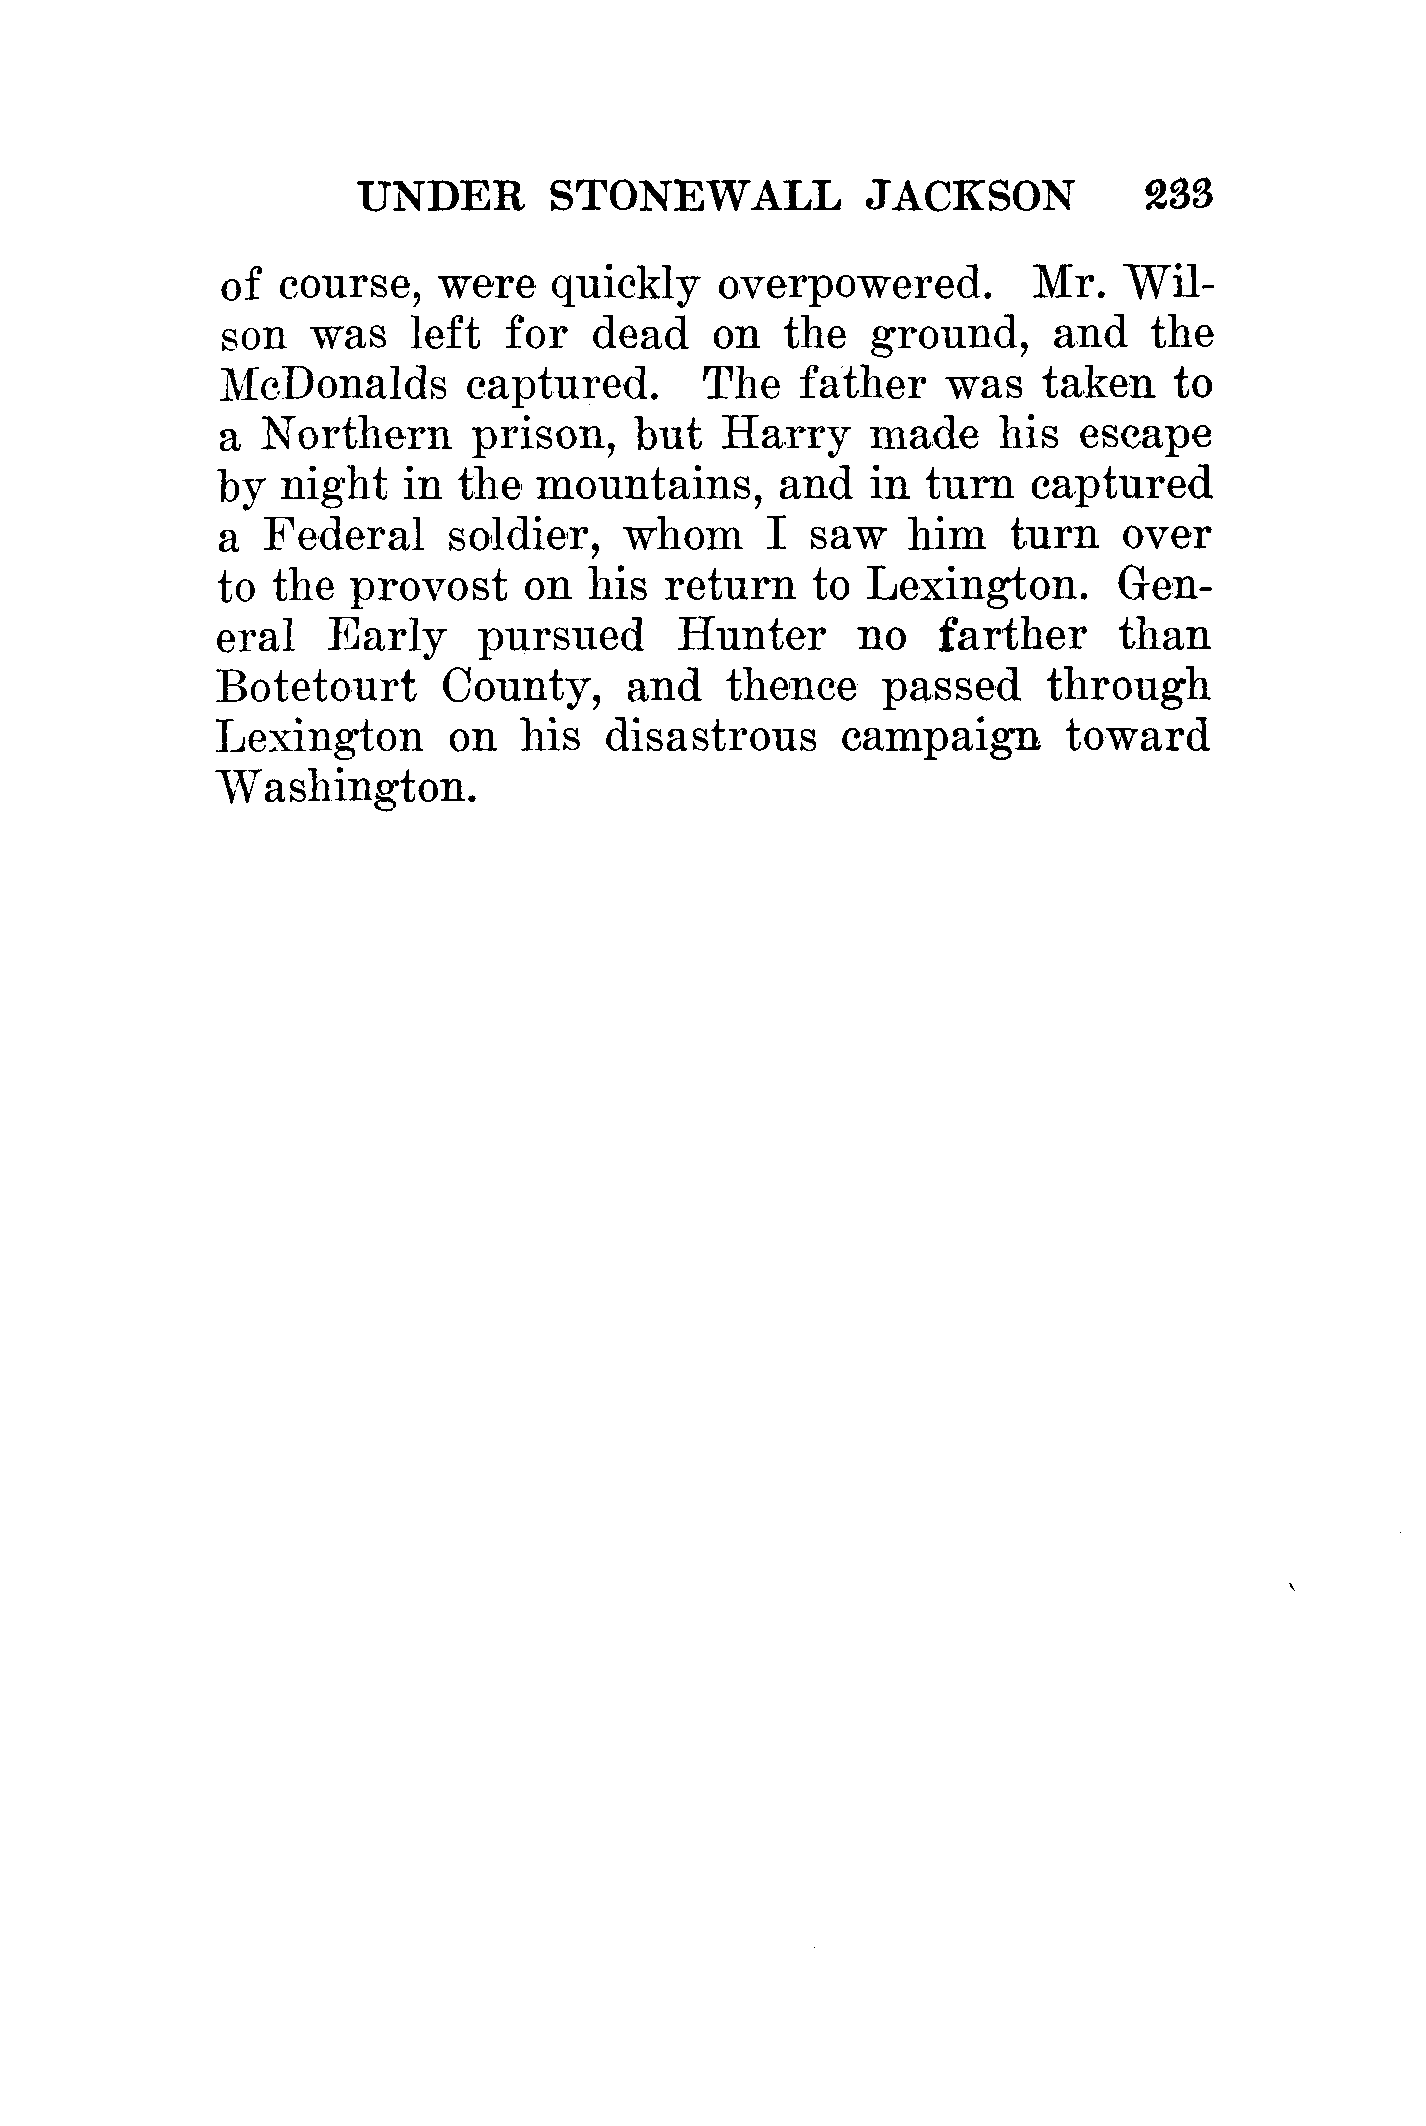 UNDER STONEWALL JACKSON 233
of course, were quickly overpowered. Mr. Wil-
son was left for dead on the ground, and the
McDonalds captured. The father was taken to
a Northern prison, but Harry made his escape
by night in the mountains, and in turn captured
a Federal soldier, whom I saw him turn over
to the provost on his return to Lexington. Gen-
eral Early pursued Hunter no farther than
Botetourt County, and thence passed through
Lexington on his disastrous campaign toward
Washington.